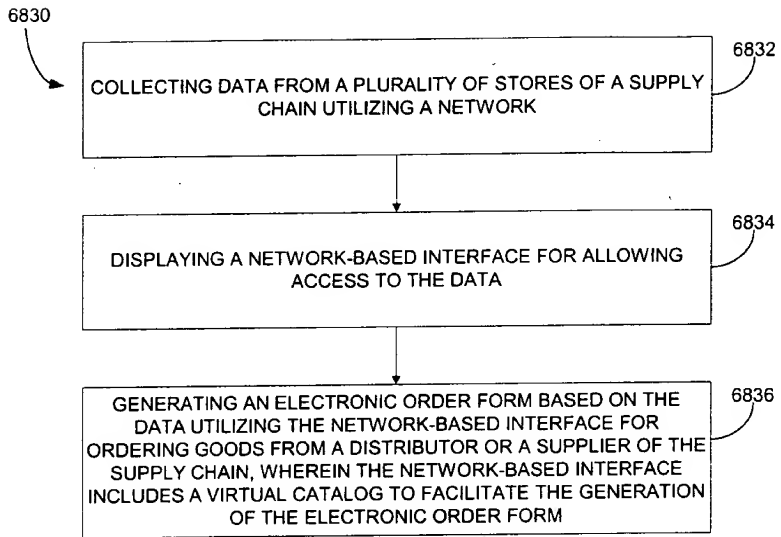 6830
6832
COLLECTING DATA FROM A PLURALITY OF STORES OF A SUPPLY
CHAIN UTILIZING A NETWORK
6834
DISPLAYING A NETWORK-BASED INTERFACE FOR ALLOWING
ACCESS TO THE DATA
6836
GENERATING AN ELECTRONIC ORDER FORM BASED ON THE
DATA UTILIZING THE NETWORK-BASED INTERFACE FOR
ORDERING GOODS FROM A DISTRIBUTOR OR A SUPPLIER OF THE
SUPPLY CHAIN, WHEREIN THE NETWORK-BASED INTERFACE
INCLUDES A VIRTUAL CATALOG TO FACILITATE THE GENERATION
OF THE ELECTRONIC ORDER FORM